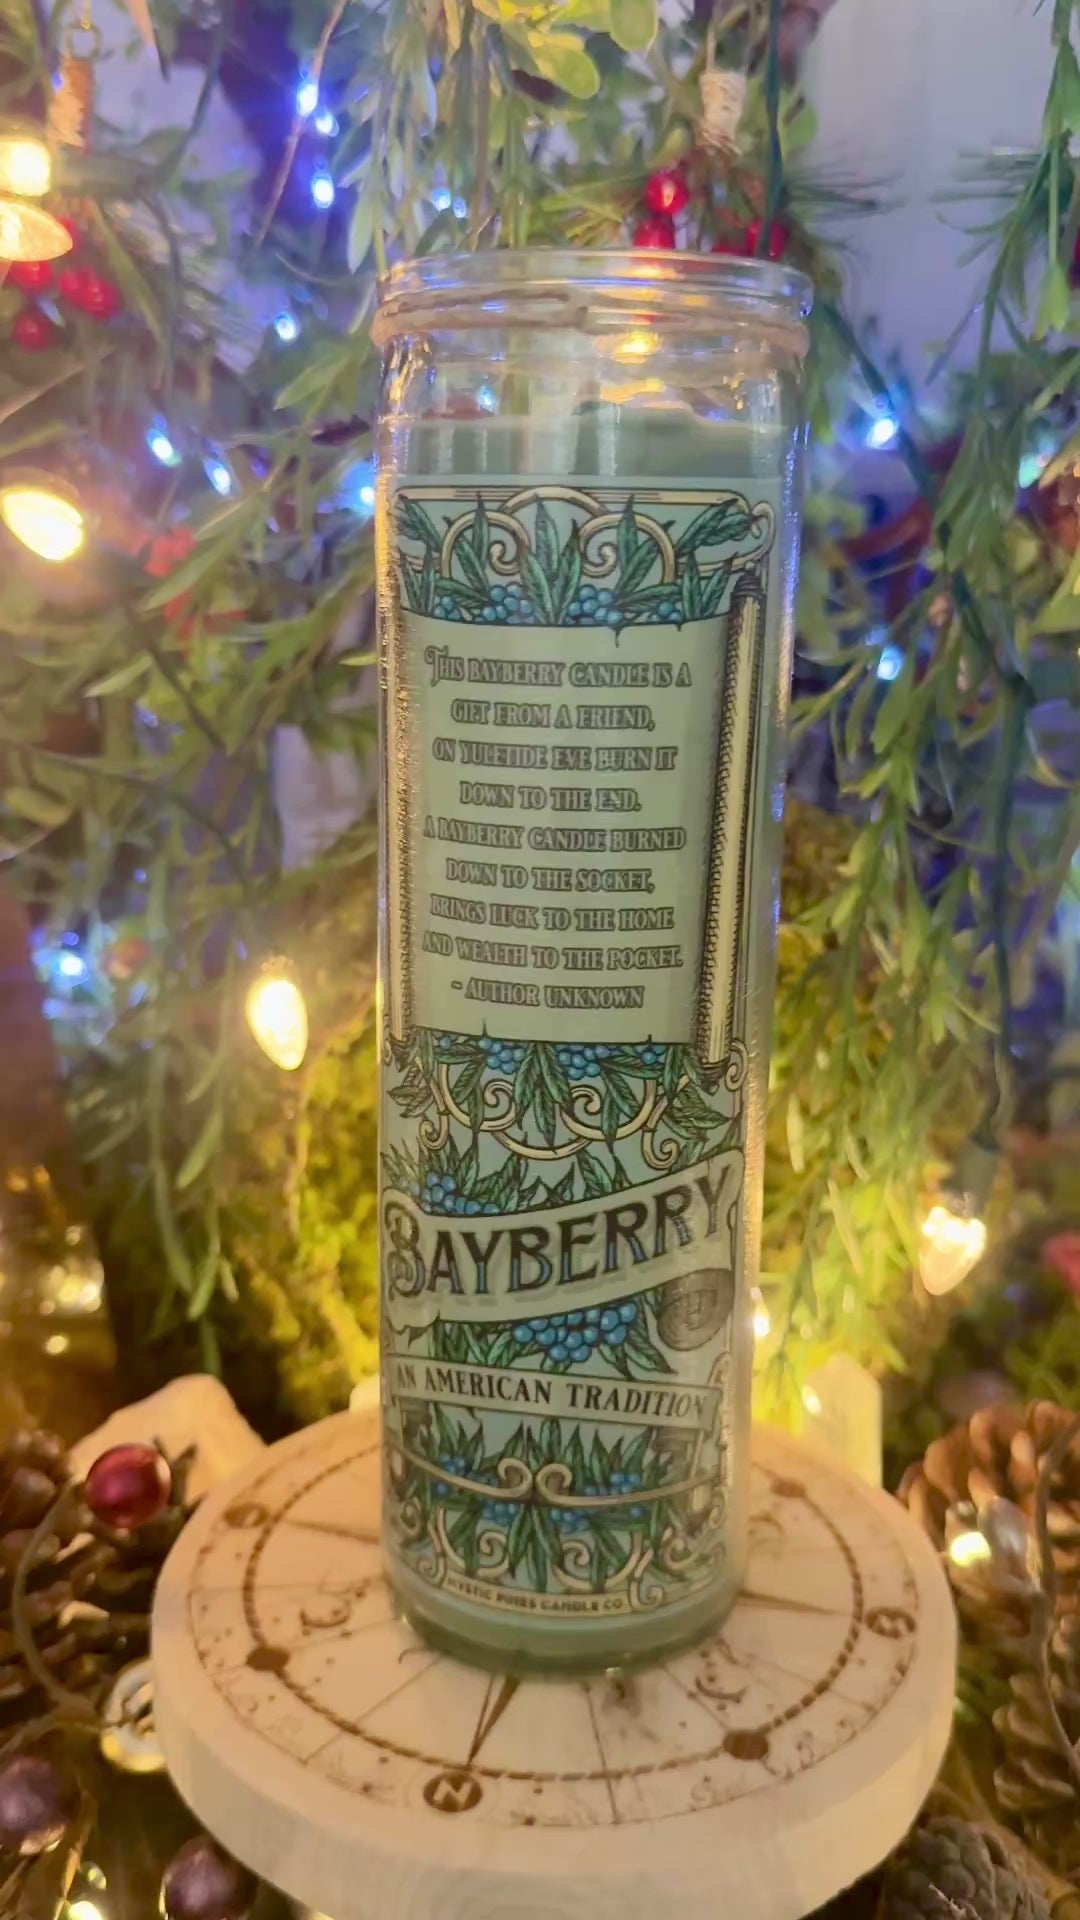 THIS BAYBERRY CANDLE IS A
GIFT FROM A FRIEND,
ON YULETIDE EVE BURN IT
DOWN TO THE END.
A BAYBERRY CANDLE BURNED
DOWN TO THE SOCKET,
BRINGS LUCK TO THE HOME
AND WEALTH TO THE POCKET.
~ AUTHOR UNKNOWN
BAYBERRY
AN AMERICAN TRADITION
MYSTIC PINES CANDLE CO
N